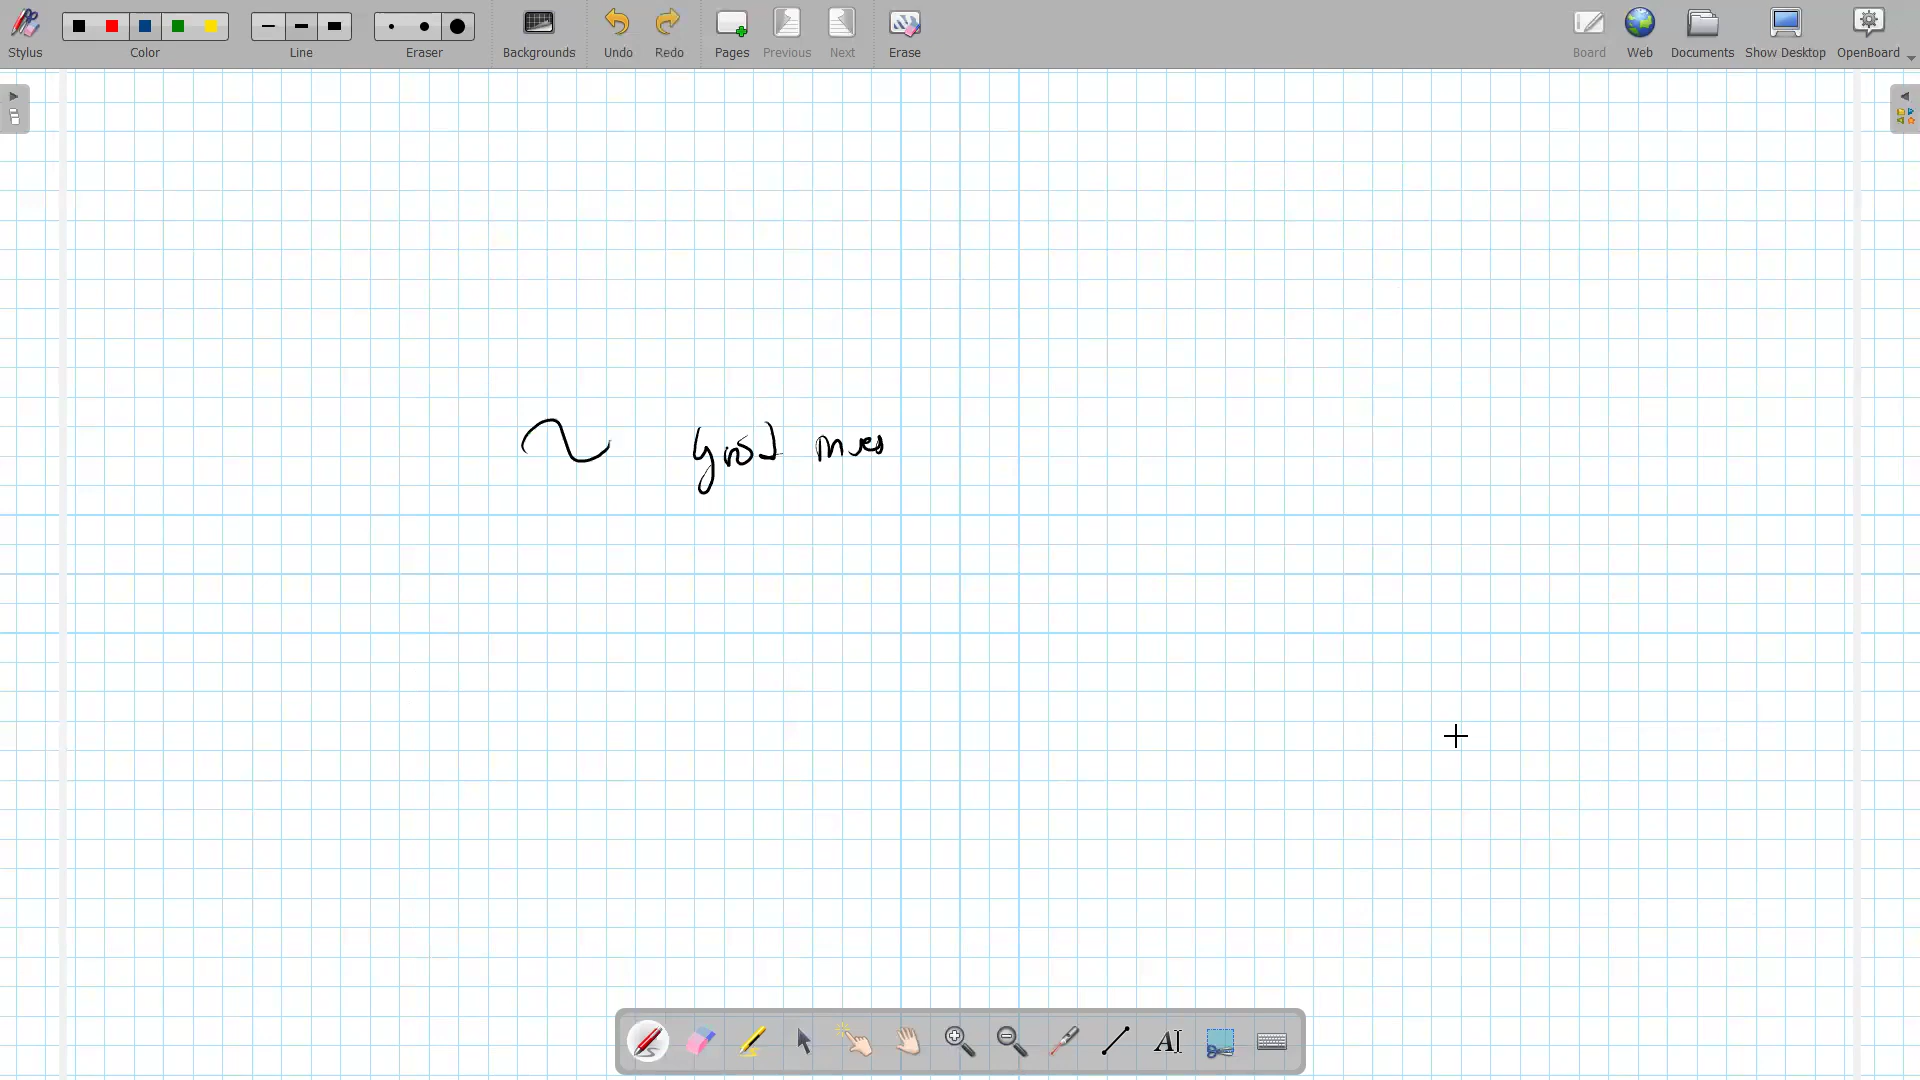 Stylus
Color
Line
Eraser
Backgrounds
Undo
Redo
Pages
Previous
Next
Erase
Board
Web
Documents
Show Desktop
OpenBoard
~